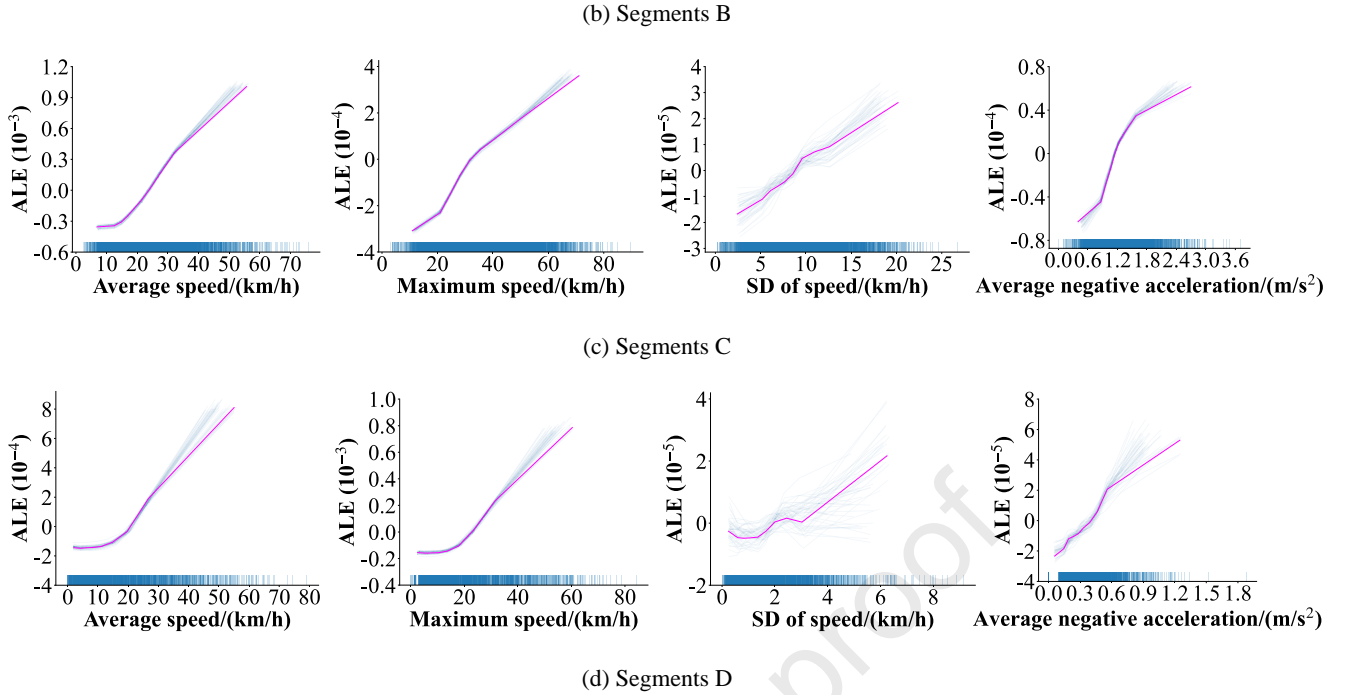 (b) Segments B
ALE (10−3)
1.2
0.9
0.6
0.3
0.0
−0.3
−0.6
0 10 20 30 40 50 60 70
Average speed/(km/h)
ALE (10−4)
4
2
0
−2
−4
0 20 40 60 80
Maximum speed/(km/h)
ALE (10−5)
4
3
2
1
0
−1
−2
−3
0 5 10 15 20 25
SD of speed/(km/h)
ALE (10−4)
0.8
0.4
0
−0.4
−0.8
0.0 0.6 1.2 1.8 2.4 3.0 3.6
Average negative acceleration/(m/s2)
(c) Segments C
ALE (10−4)
8
6
4
2
0
−2
−4
0 10 20 30 40 50 60 70 80
Average speed/(km/h)
ALE (10−3)
1.0
0.8
0.6
0.4
0.2
0.0
−0.2
−0.4
0 20 40 60 80
Maximum speed/(km/h)
ALE (10−5)
4
2
0
−2
0 2 4 6 8
SD of speed/(km/h)
ALE (10−5)
8
6
4
2
0
−2
−4
0.0 0.3 0.6 0.9 1.2 1.5 1.8
Average negative acceleration/(m/s2)
(d) Segments D
proof